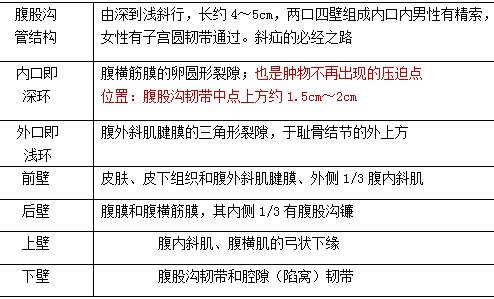 腹股沟
管结构
由深到浅斜行，长约4～5cm，两口四壁组成内口内男性有精索，
女性有子宫圆韧带通过。斜疝的必经之路
内口即
深环
腹横筋膜的卵圆形裂隙；也是肿物不再出现的压迫点
位置：腹股沟韧带中点上方约1.5cm～2cm
外口即
浅环
腹外斜肌腱膜的三角形裂隙，于耻骨结节的外上方
前壁
皮肤、皮下组织和腹外斜肌腱膜、外侧1/3腹内斜肌
后壁
腹膜和腹横筋膜，其内侧1/3有腹股沟镰
上壁
腹内斜肌、腹横肌的弓状下缘
下壁
腹股沟韧带和腔隙（陷窝）韧带